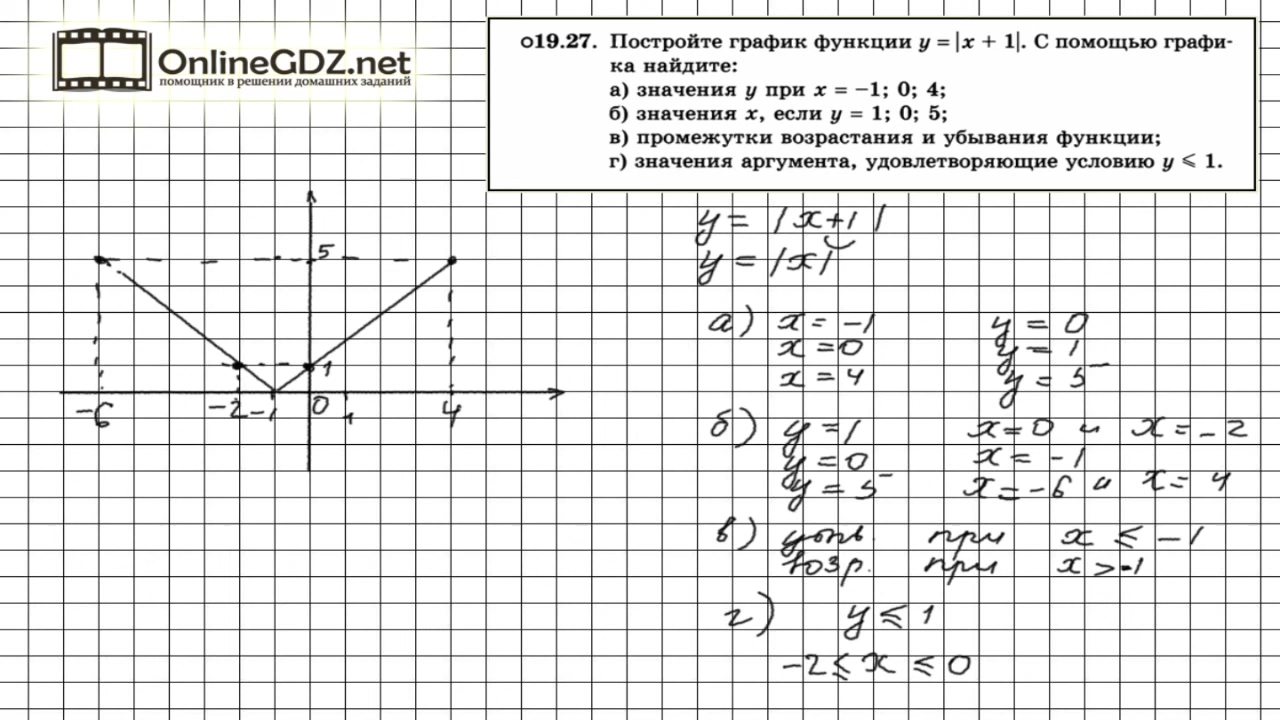 OnlineGDZ.net
помощник в решении домашних заданий
19.27. Постройте график функции y = |x + 1|. С помощью графи-
ка найдите:
а) значения y при x = −1; 0; 4;
б) значения x, если y = 1; 0; 5;
в) промежутки возрастания и убывания функции;
г) значения аргумента, удовлетворяющие условию y ⩽ 1.
5
1
-6 -2 -1 0 1 4
y = |x+1|
y = |x|
а) x = -1 y = 0
x = 0 y = 1
x = 4 y = 5
б) y = 1 x = 0 и x = -2
y = 0 x = -1
y = 5 x = -6 и x = 4
в) убыв. при x ≤ -1
возр. при x > -1
г) y ≤ 1
-2 ≤ x ≤ 0